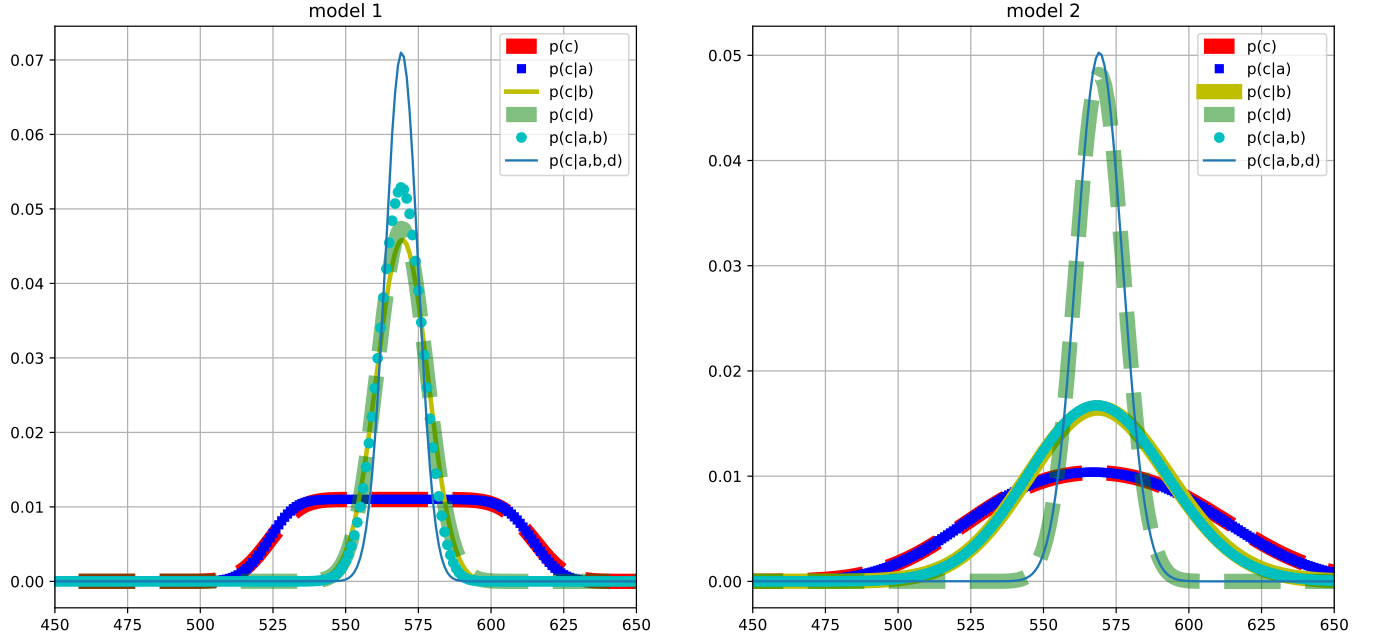 model 1
0.07
0.06
0.05
0.04
0.03
0.02
0.01
0.00
450 475 500 525 550 575 600 625 650
p(c)
p(c|a)
p(c|b)
p(c|d)
p(c|a,b)
p(c|a,b,d)
model 2
0.05
0.04
0.03
0.02
0.01
0.00
450 475 500 525 550 575 600 625 650
p(c)
p(c|a)
p(c|b)
p(c|d)
p(c|a,b)
p(c|a,b,d)